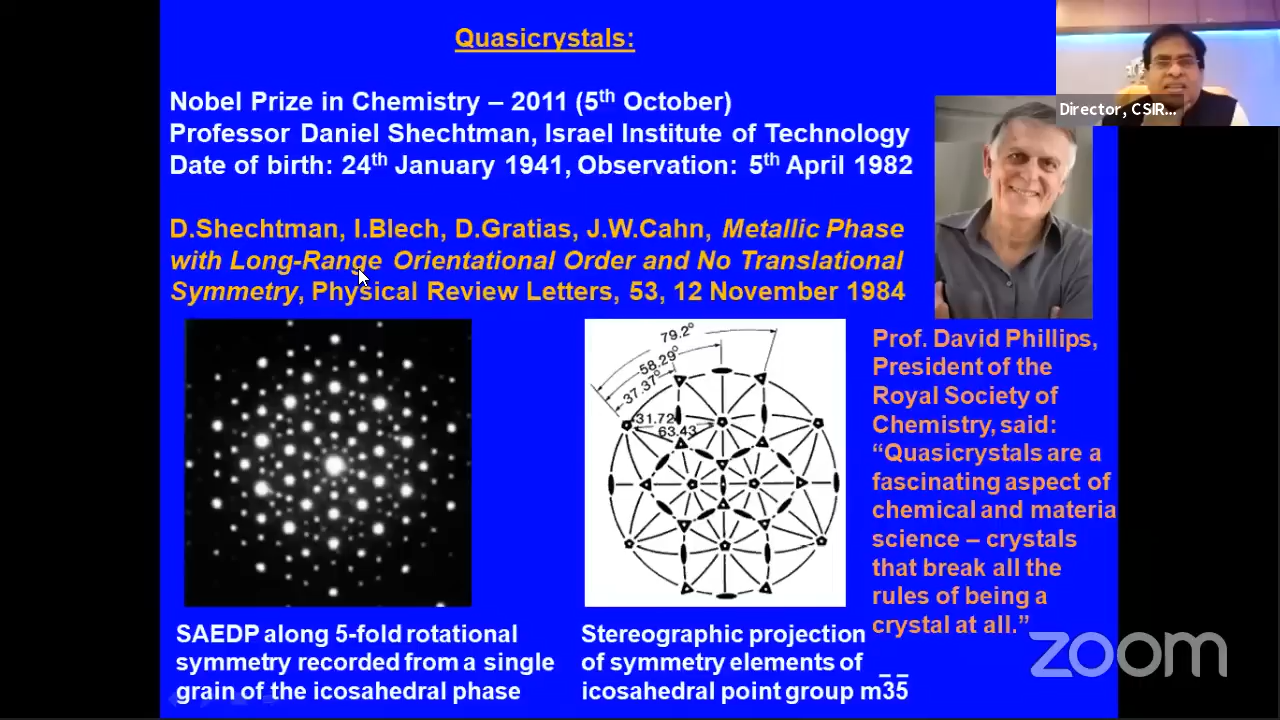 Quasicrystals:
Nobel Prize in Chemistry – 2011 (5th October)
Professor Daniel Shechtman, Israel Institute of Technology
Date of birth: 24th January 1941, Observation: 5th April 1982
D.Shechtman, I.Blech, D.Gratias, J.W.Cahn, Metallic Phase
with Long-Range Orientational Order and No Translational
Symmetry, Physical Review Letters, 53, 12 November 1984
Director, CSIR...
79.2°
58.29°
37.37°
31.72
63.43
Prof. David Phillips,
President of the
Royal Society of
Chemistry, said:
“Quasicrystals are a
fascinating aspect of
chemical and materia
science – crystals
that break all the
rules of being a
crystal at all.”
SAEDP along 5-fold rotational
symmetry recorded from a single
grain of the icosahedral phase
Stereographic projection
of symmetry elements of
icosahedral point group m3̅5̅
zoom